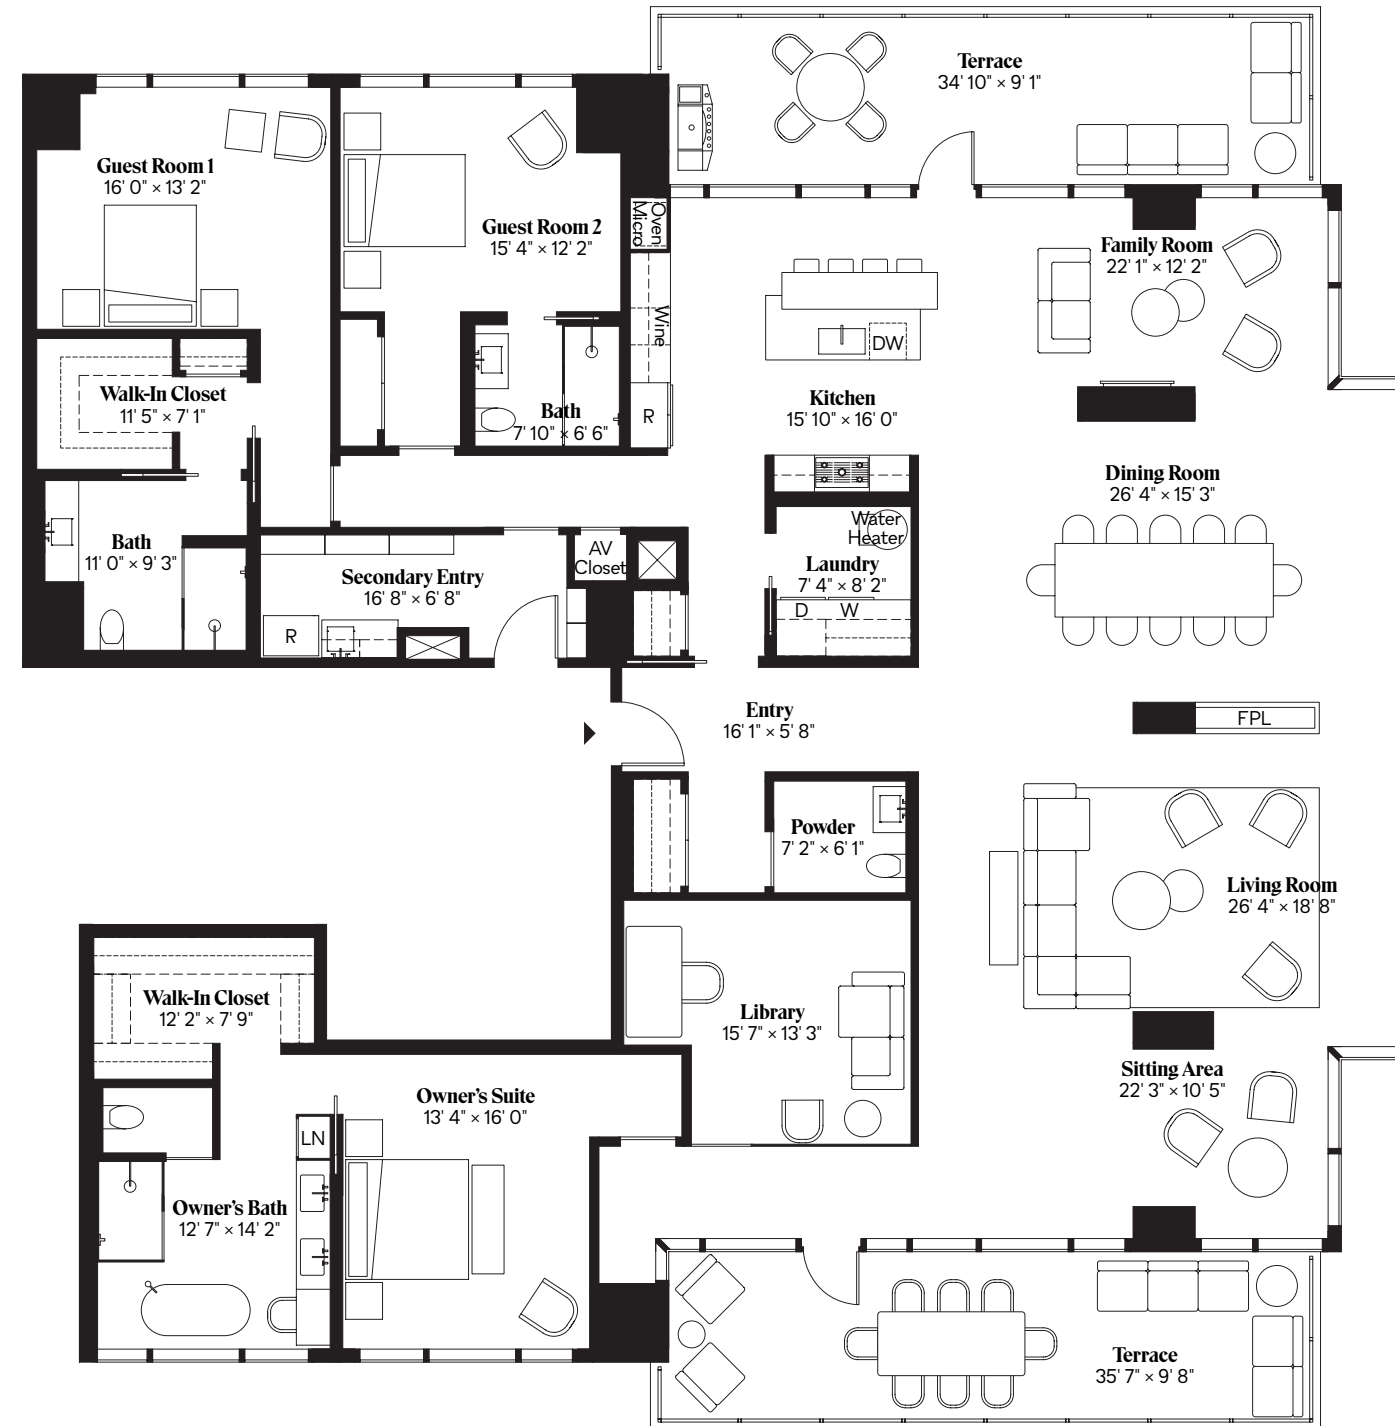 Terrace
34' 10" × 9' 1"
Guest Room 1
16' 0" × 13' 2"
Guest Room 2
15' 4" × 12' 2"
Oven
Micro
Family Room
22' 1" × 12' 2"
Wine
DW
Walk-In Closet
11' 5" × 7' 1"
Bath
7' 10" × 6' 6"
R
Kitchen
15' 10" × 16' 0"
Dining Room
26' 4" × 15' 3"
Bath
11' 0" × 9' 3"
Water
Heater
AV
Closet
Laundry
7' 4" × 8' 2"
D
W
Secondary Entry
16' 8" × 6' 8"
R
Entry
16' 1" × 5' 8"
FPL
Powder
7' 2" × 6' 1"
Living Room
26' 4" × 18' 8"
Walk-In Closet
12' 2" × 7' 9"
Library
15' 7" × 13' 3"
Owner's Suite
13' 4" × 16' 0"
Sitting Area
22' 3" × 10' 5"
LN
Owner's Bath
12' 7" × 14' 2"
Terrace
35' 7" × 9' 8"